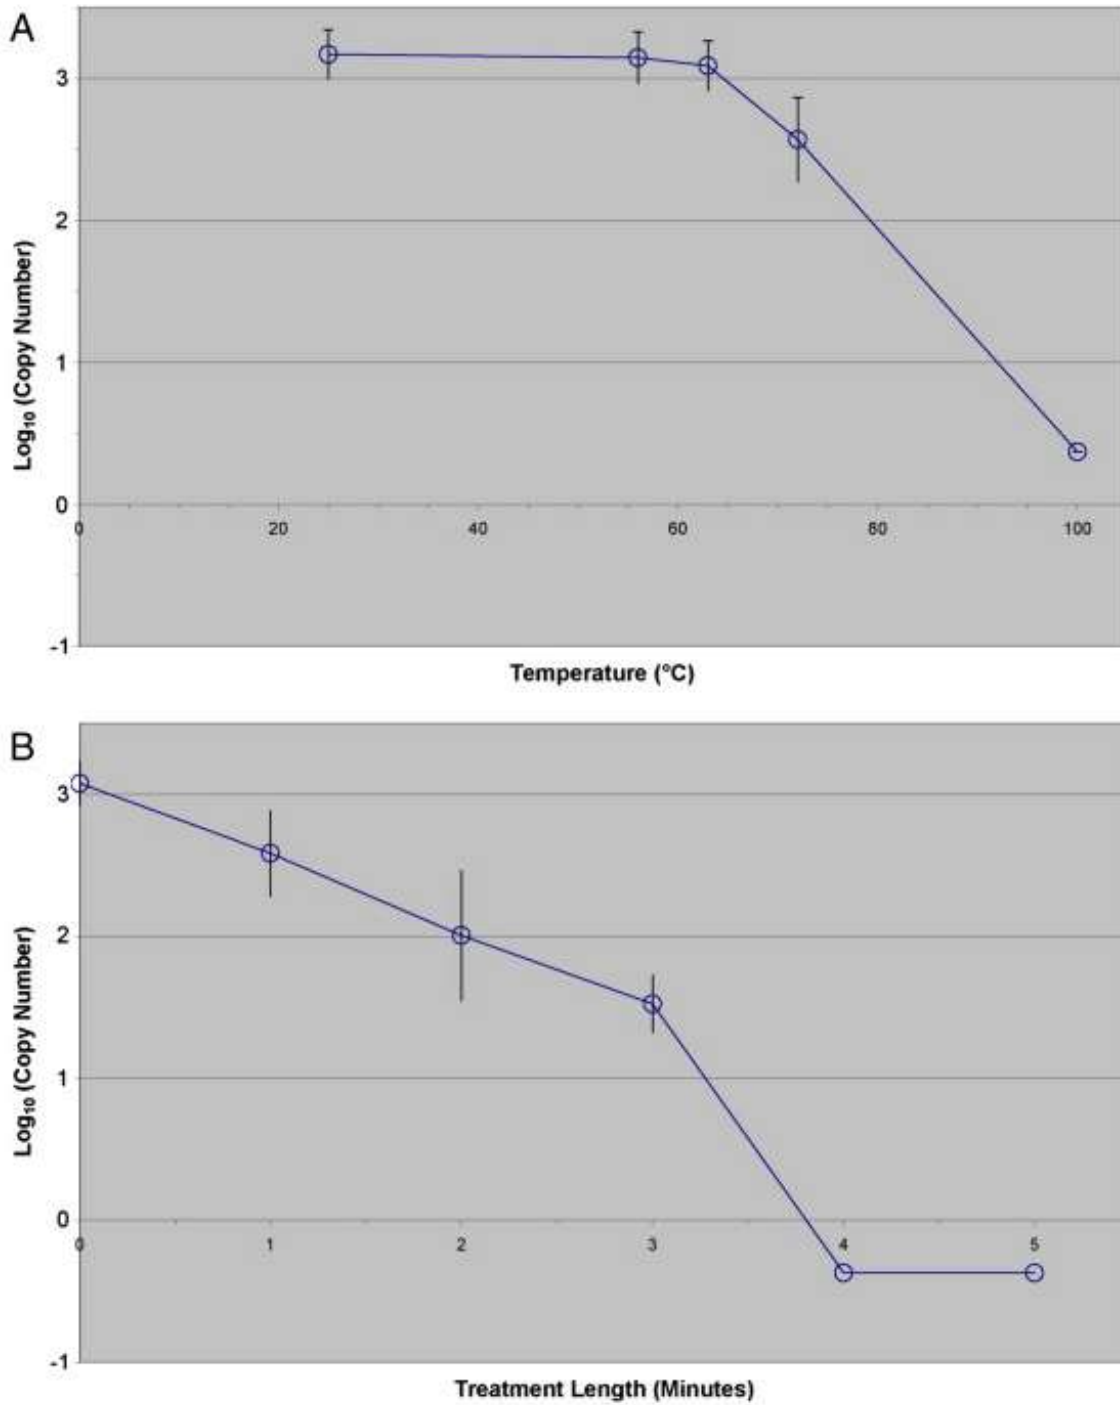 A
3
2
1
0
-1
0 20 40 60 80 100
Log₁₀ (Copy Number)
Temperature (°C)
B
3
2
1
0
-1
0 1 2 3 4 5
Log₁₀ (Copy Number)
Treatment Length (Minutes)